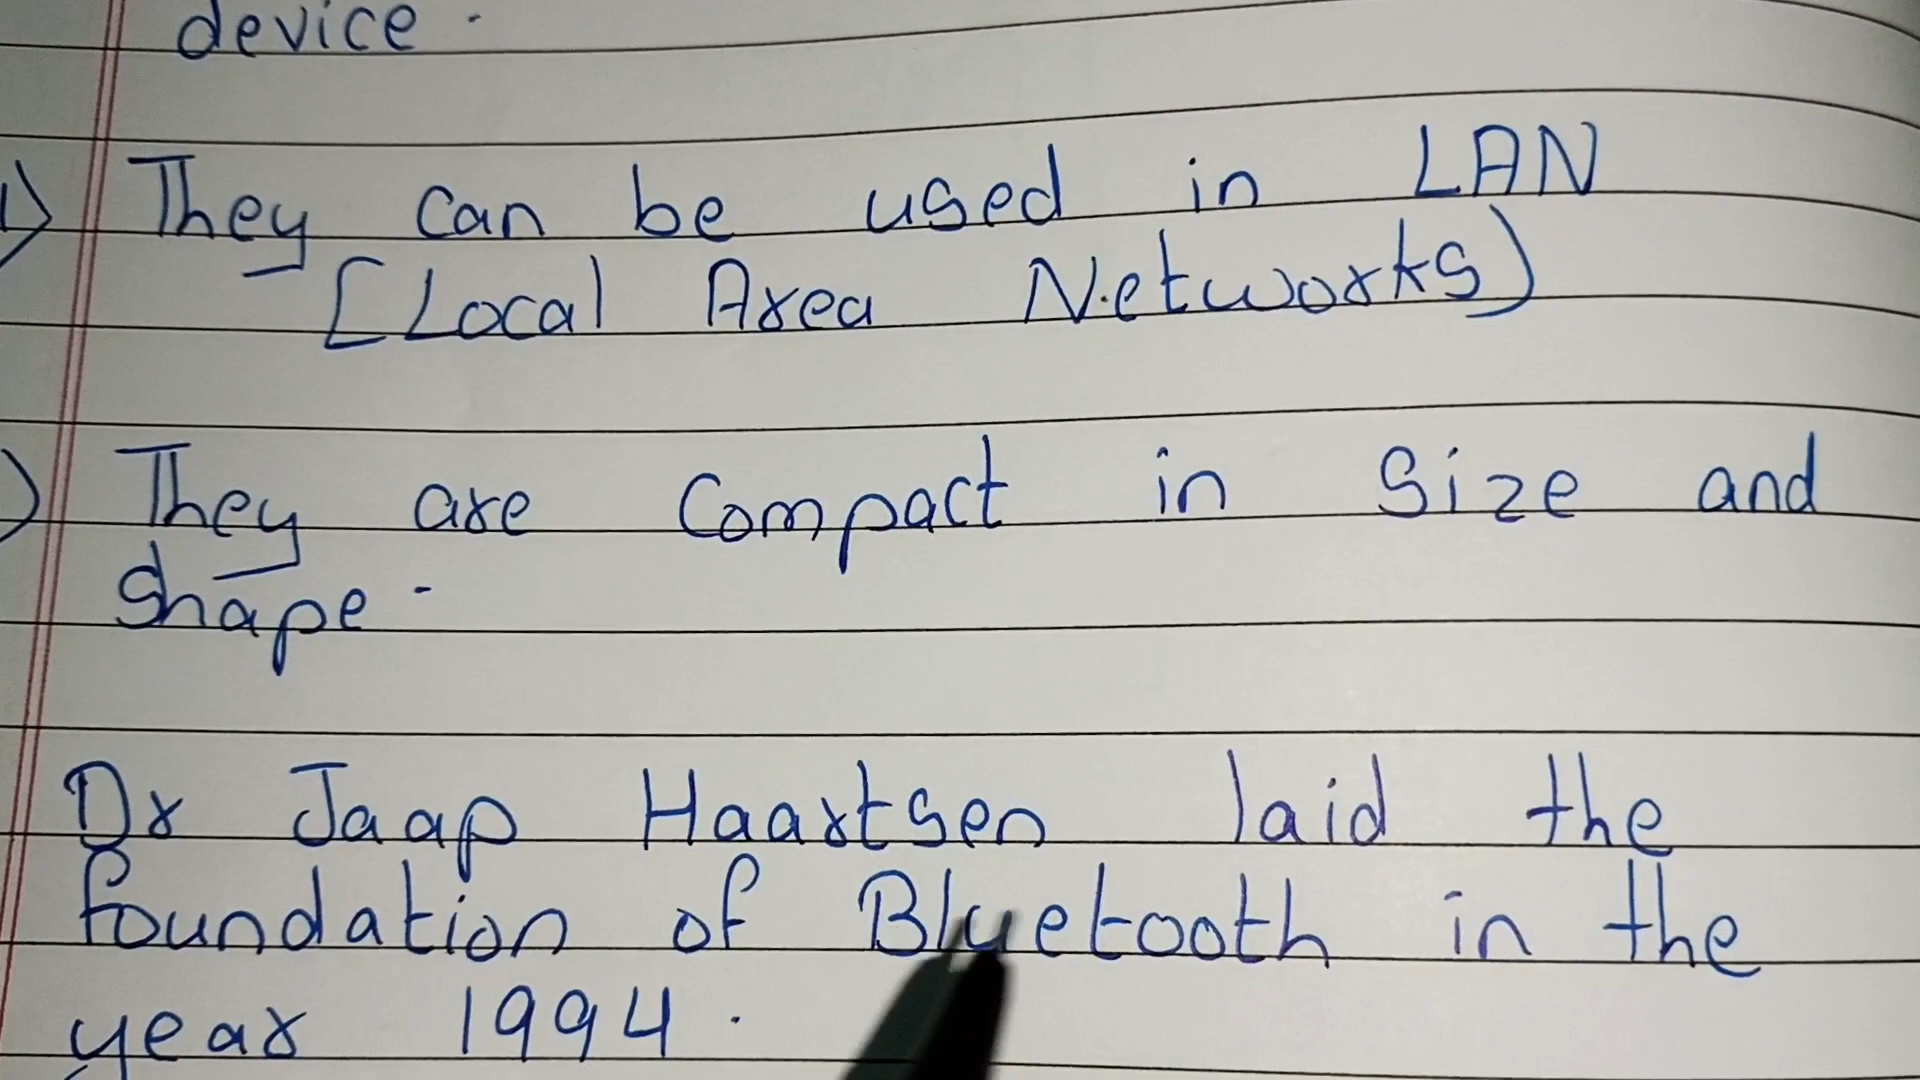 device.
1) They can be used in LAN
[Local Area Networks)
) They are Compact in Size and
Shape.
Dr Jaap Haartsen laid the
foundation of Bluetooth in the
year 1994.